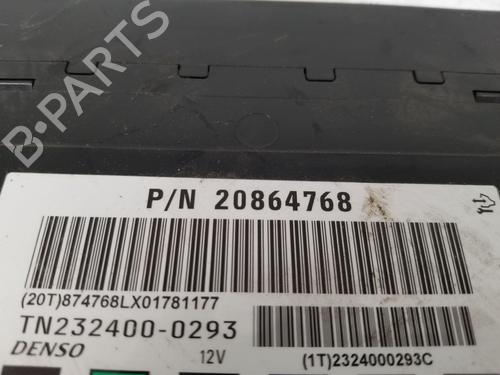 B-PARTS
P/N 20864768
(20T)874768LX01781177
TN232400-0293
DENSO 12V
(1T)2324000293C